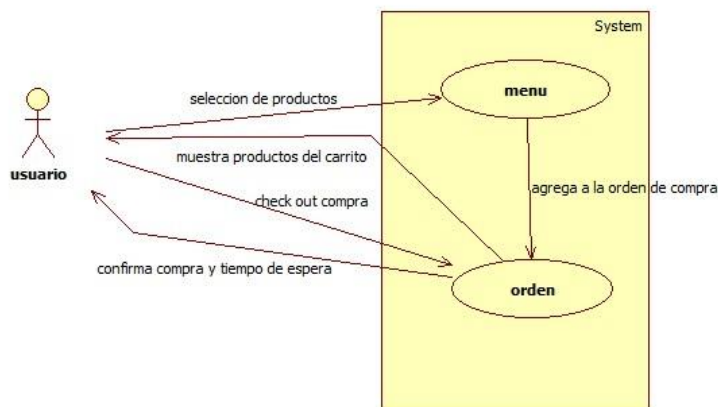 System
menu
seleccion de productos
usuario
muestra productos del carrito
agrega a la orden de compra
check out compra
confirma compra y tiempo de espera
orden